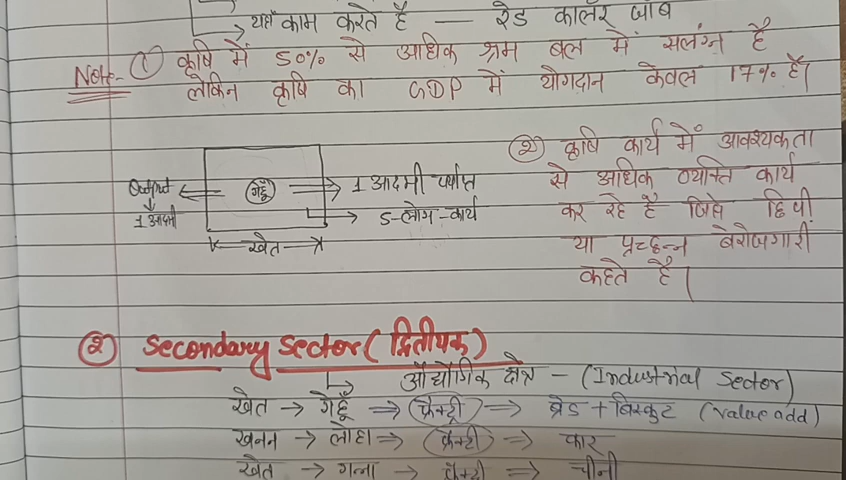 → यहाँ काम करते है — रेड कॉलर जॉब
Note- ① कृषि में 50% से अधिक श्रम बल में सलंग्न है
लेकिन कृषि का GDP में योगदान केवल 17% है।
② कृषि कार्य में आवश्यकता
से अधिक व्यक्ति कार्य
कर रहे है जिसे छिपी
या प्रच्छन्न बेरोजगारी
कहते है।
Output ← गेहूँ ⇒ 1 आदमी पर्याप्त
↓
1 आदमी
→ 5-लोग-कार्य
←खेत→
② Secondary Sector (द्वितीयक)
↳ औद्योगिक क्षेत्र - (Industrial Sector)
खेत → गेहूँ ⇒ फैक्ट्री ⇒ ब्रेड + बिस्कुट (Value add)
खनन → लोहा ⇒ फैक्ट्री ⇒ कार
खेत → गन्ना → फैक्ट्री ⇒ चीनी